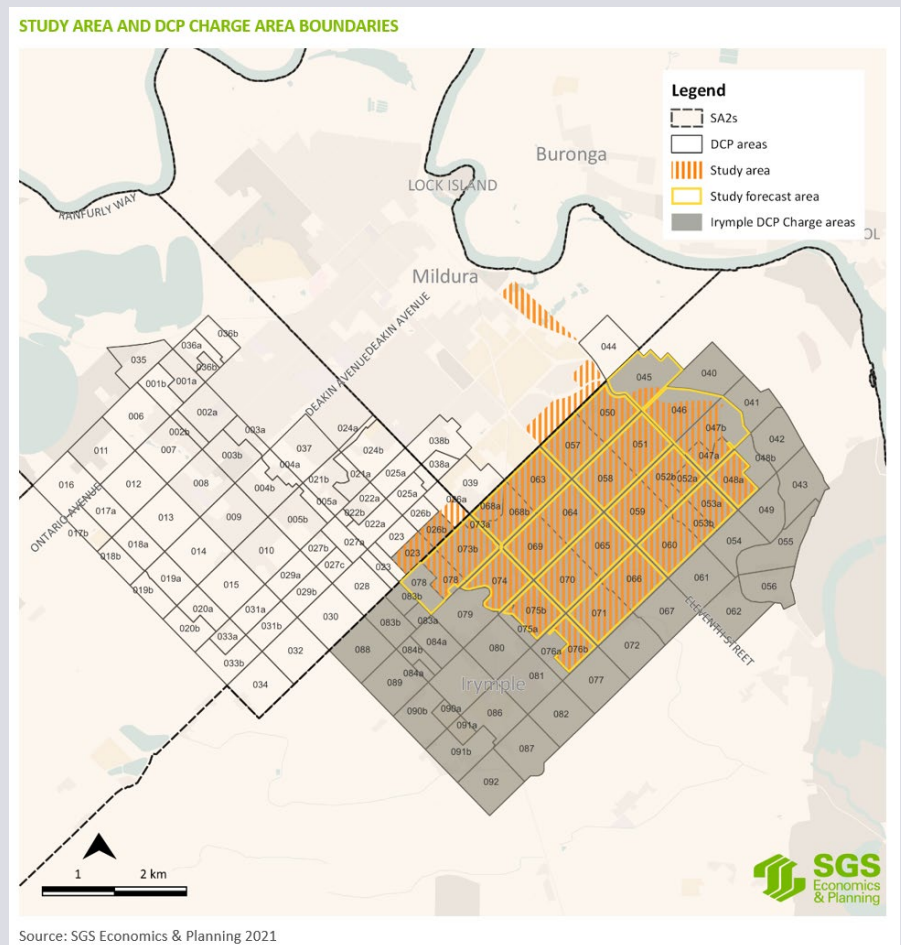 STUDY AREA AND DCP CHARGE AREA BOUNDARIES
Legend
SA2s
DCP areas
Study area
Study forecast area
Irymple DCP Charge areas
Buronga
LOCK ISLAND
RANFURLY WAY
OL
Mildura
DEAKIN AVENUE
DEAKIN AVENUE
ONTARIO AVENUE
ELEVENTH STREET
Irymple
036b
036a
035
036b
001b
001a
006
002a
002b
003a
024a
011
007
003b
037
024b
038b
016
012
008
004a
004b
021b
021a
025a
038a
017a
013
009
005a
022a
025a
039
017b
005b
022b
022a
026b
026a
018a
014
010
027a
023
026b
018b
027b
023
019a
015
027c
023
019b
029a
028
020a
031a
029b
020b
033a
031b
030
033b
032
034
044
045
040
050
046
041
057
051
047b
042
063
058
052b
052a
047a
048b
068a
068b
064
059
053a
048a
043
073a
053b
049
073b
069
065
060
054
055
078
078
074
070
066
061
056
083b
083a
079
075b
071
067
062
083b
075a
088
084b
084a
080
076a
076b
072
084a
081
077
089
090b
090a
086
082
091a
091b
087
092
1
2 km
SGS
Economics
& Planning
Source: SGS Economics & Planning 2021